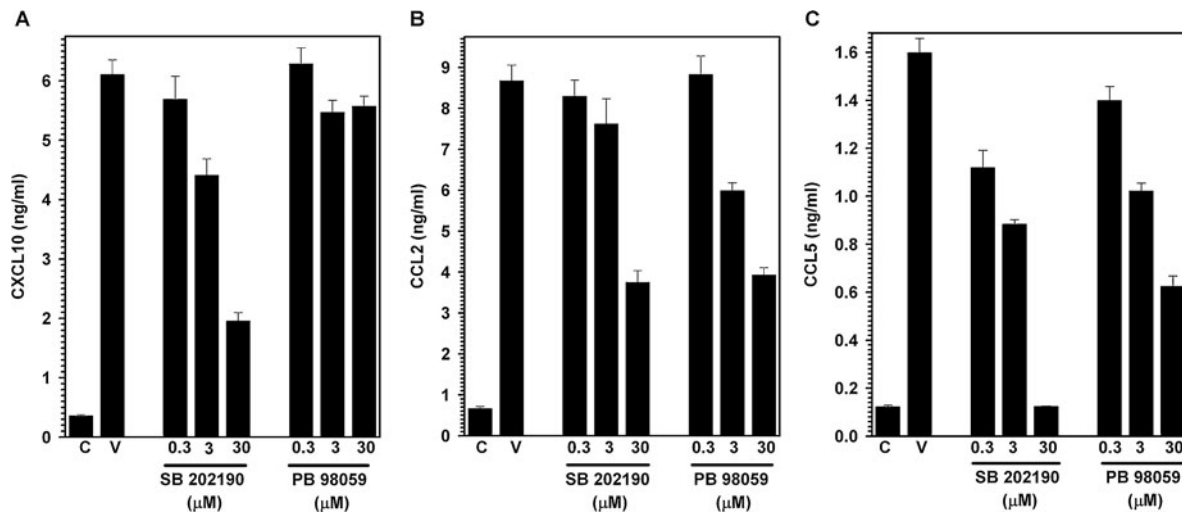 A
CXCL10 (ng/ml)
6
5
4
3
2
1
0
C V 0.3 3 30 0.3 3 30
SB 202190 PB 98059
(μM) (μM)
B
CCL2 (ng/ml)
9
8
7
6
5
4
3
2
1
0
C V 0.3 3 30 0.3 3 30
SB 202190 PB 98059
(μM) (μM)
C
CCL5 (ng/ml)
1.6
1.4
1.2
1.0
0.8
0.6
0.4
0.2
0.0
C V 0.3 3 30 0.3 3 30
SB 202190 PB 98059
(μM) (μM)